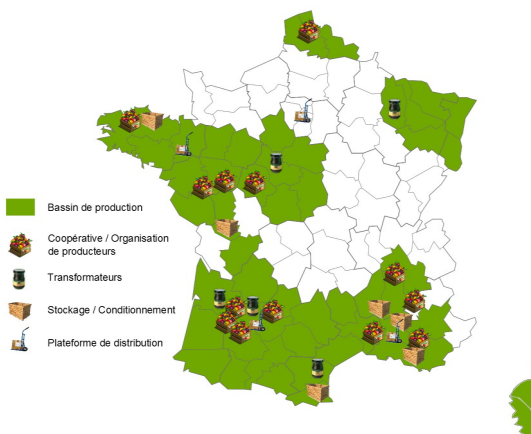 Bassin de production
Coopérative / Organisation
de producteurs
Transformateurs
Stockage / Conditionnement
Plateforme de distribution